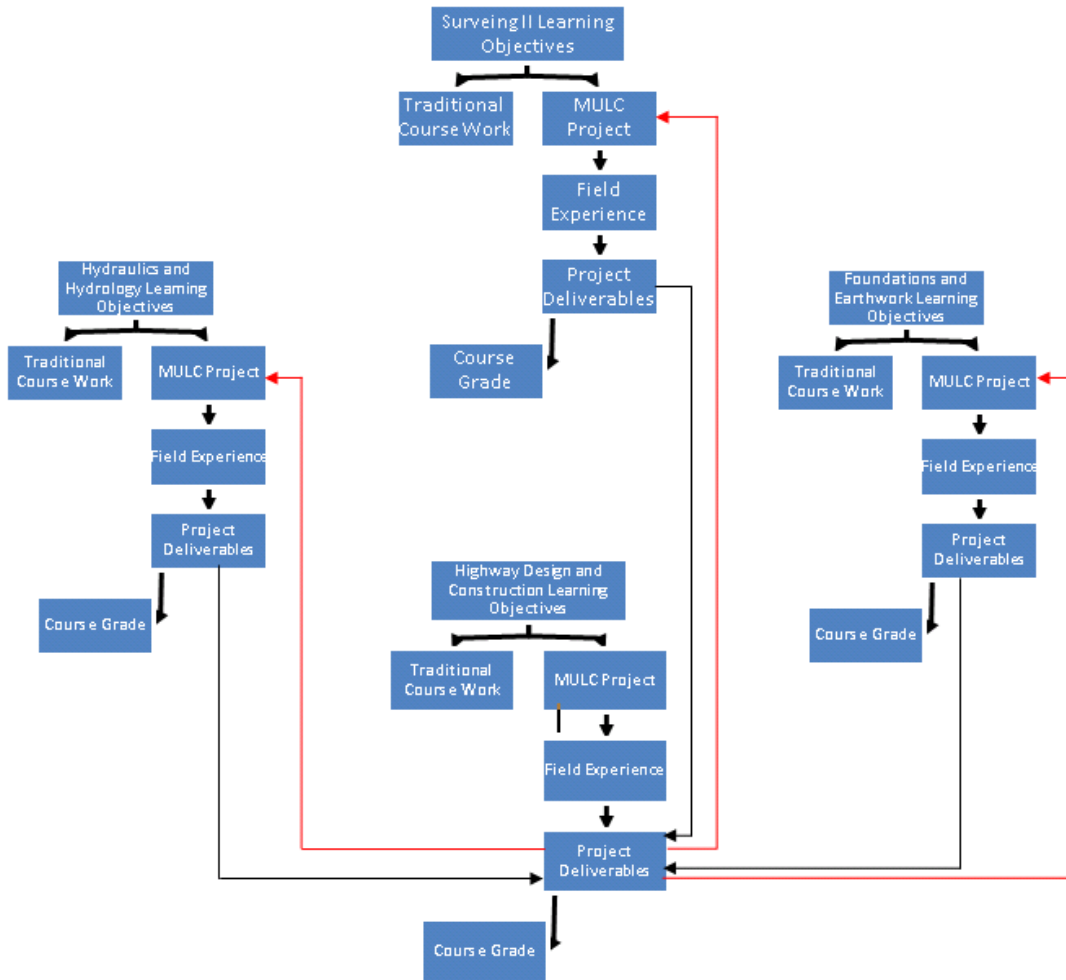 Surveing II Learning
Objectives
Traditional
Course Work
MULC
Project
Field
Experience
Project
Deliverables
Course
Grade
Hydraulics and
Hydrology Learning
Objectives
Traditional
Course Work
MULC Project
Field Experience
Project
Deliverables
Course Grade
Foundations and
Earthwork Learning
Objectives
Traditional
Course Work
MULC Project
Field Experience
Project
Deliverables
Course Grade
Highway Design and
Construction Learning
Objectives
Traditional
Course Work
MULC Project
Field Experience
Project
Deliverables
Course Grade